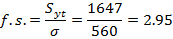 f.s. = S_yt / σ = 1647 / 560 = 2.95